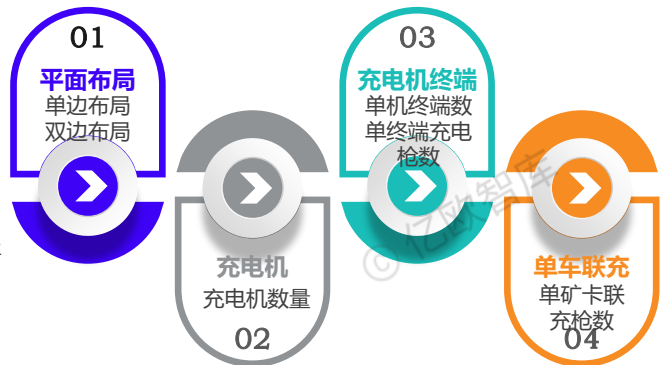 01
平面布局
单边布局
双边布局
充电机
充电机数量
02
03
充电机终端
单机终端数
单终端充电
枪数
单车联充
单矿卡联
充枪数
04
© 亿欧智库